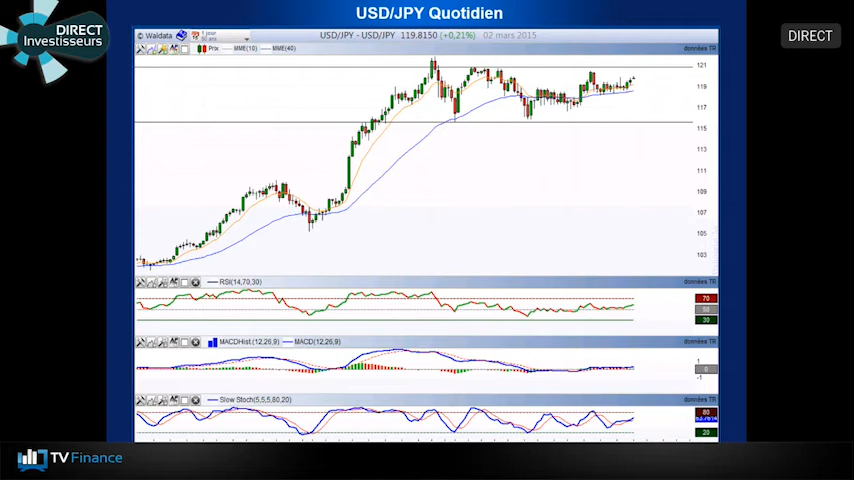 USD/JPY Quotidien
DIRECT
Investisseurs
DIRECT
© Waldata
1 jour
USD/JPY - USD/JPY 119.8150 (+0,21%) 02 mars 2015
Prix MME(10) MME(40)
données TR
121
119
117
115
113
111
109
107
105
103
RSI(14,70,30)
données TR
70
50
30
MACDHist.(12,26,9) MACD(12,26,9)
données TR
1
0
-1
Slow Stoch(5,5,5,80,20)
données TR
80
20
TV Finance